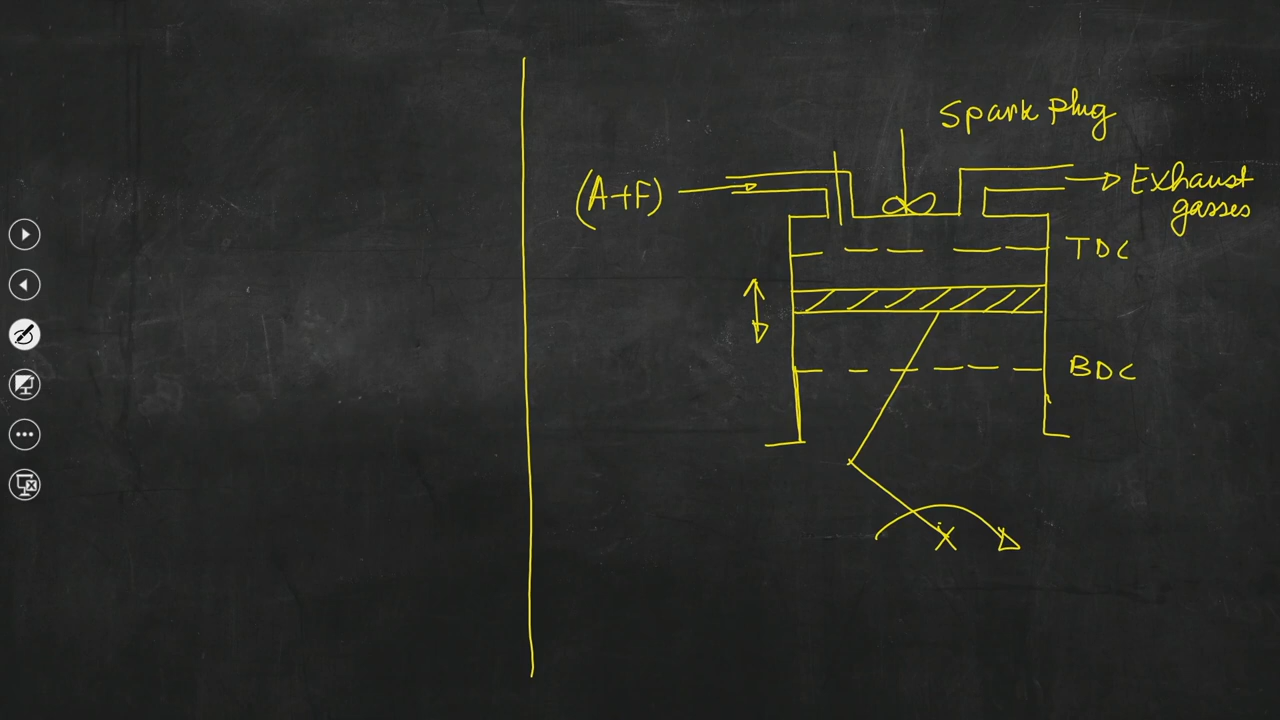 Spark Plug
(A+F)
Exhaust
gasses
TDC
BDC